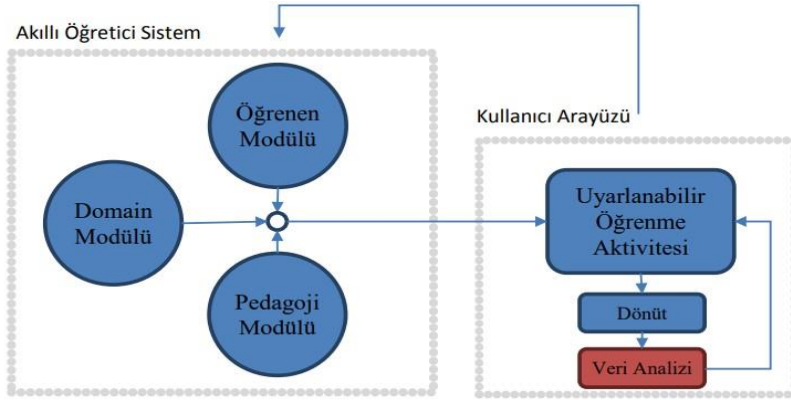 Akıllı Öğretici Sistem
Öğrenen
Modülü
Domain
Modülü
Pedagoji
Modülü
Kullanıcı Arayüzü
Uyarlanabilir
Öğrenme
Aktivitesi
Dönüt
Veri Analizi